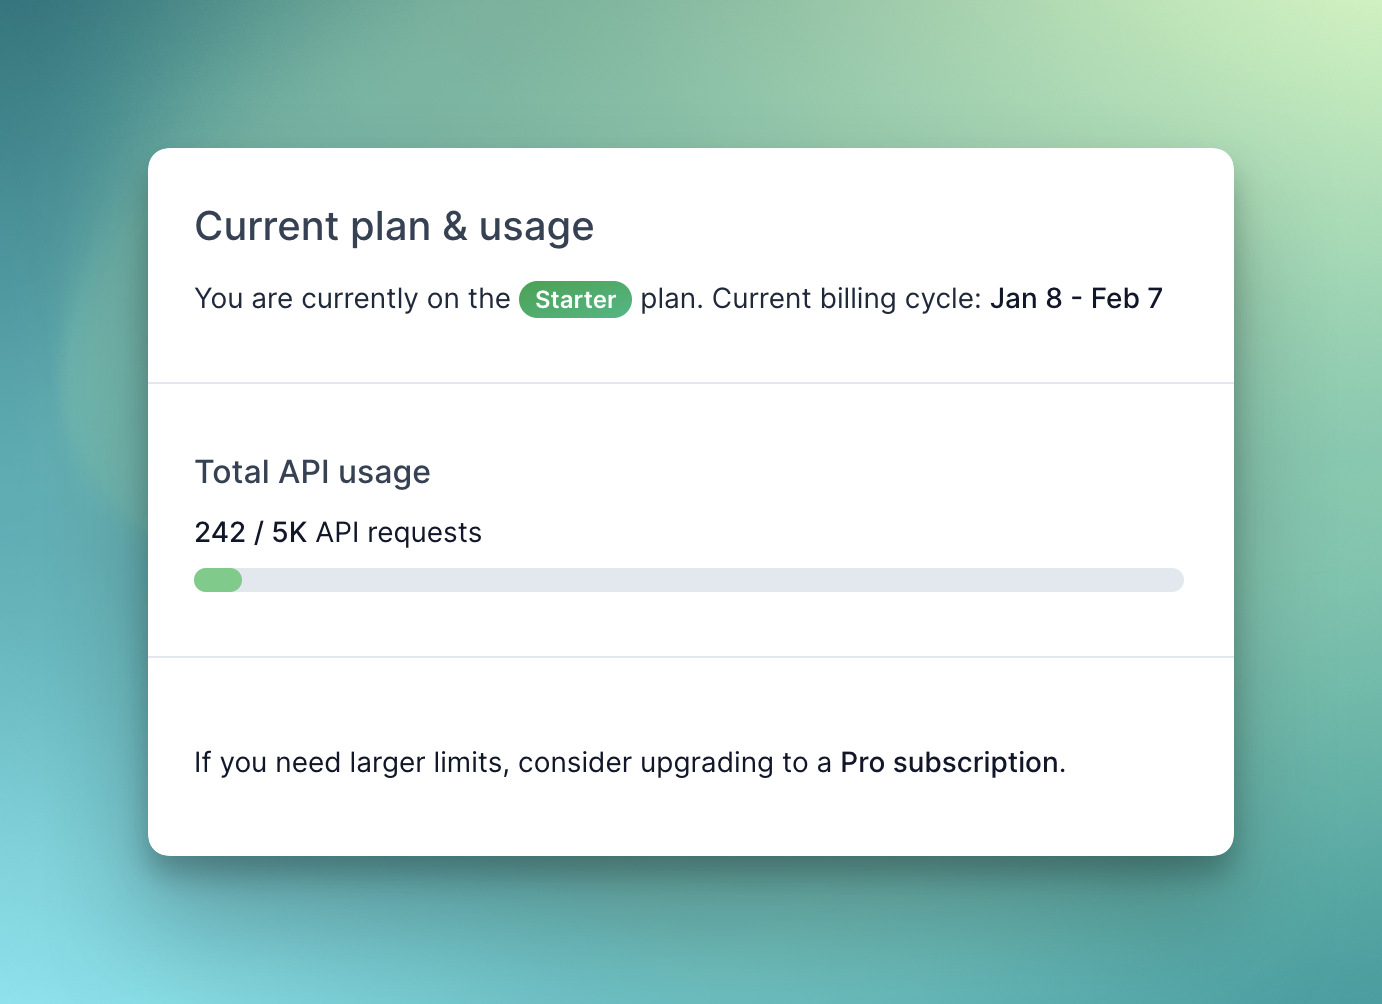 Current plan & usage
You are currently on the Starter plan. Current billing cycle: Jan 8 - Feb 7
Total API usage
242 / 5K API requests
If you need larger limits, consider upgrading to a Pro subscription.